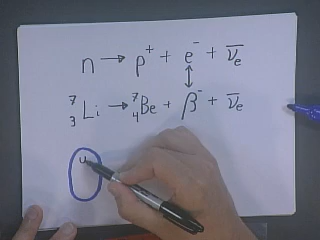 n → p⁺ + e⁻ + ν̅ₑ
⁷₃Li → ⁷₄Be + β⁻ + ν̅ₑ
u